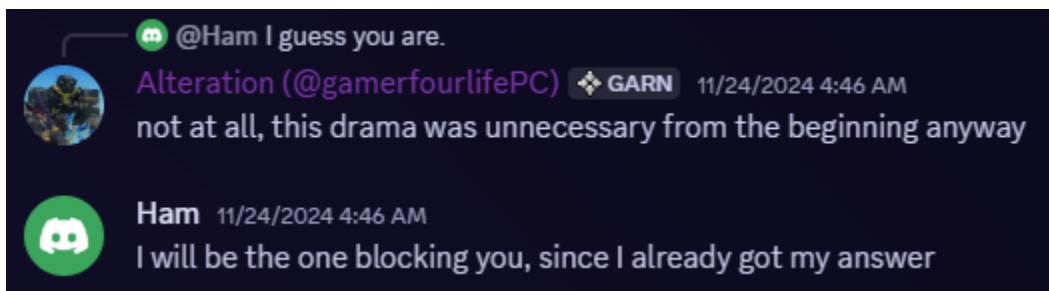 @Ham I guess you are.
Alteration (@gamerfourlifePC) GARN 11/24/2024 4:46 AM
not at all, this drama was unnecessary from the beginning anyway
Ham 11/24/2024 4:46 AM
I will be the one blocking you, since I already got my answer